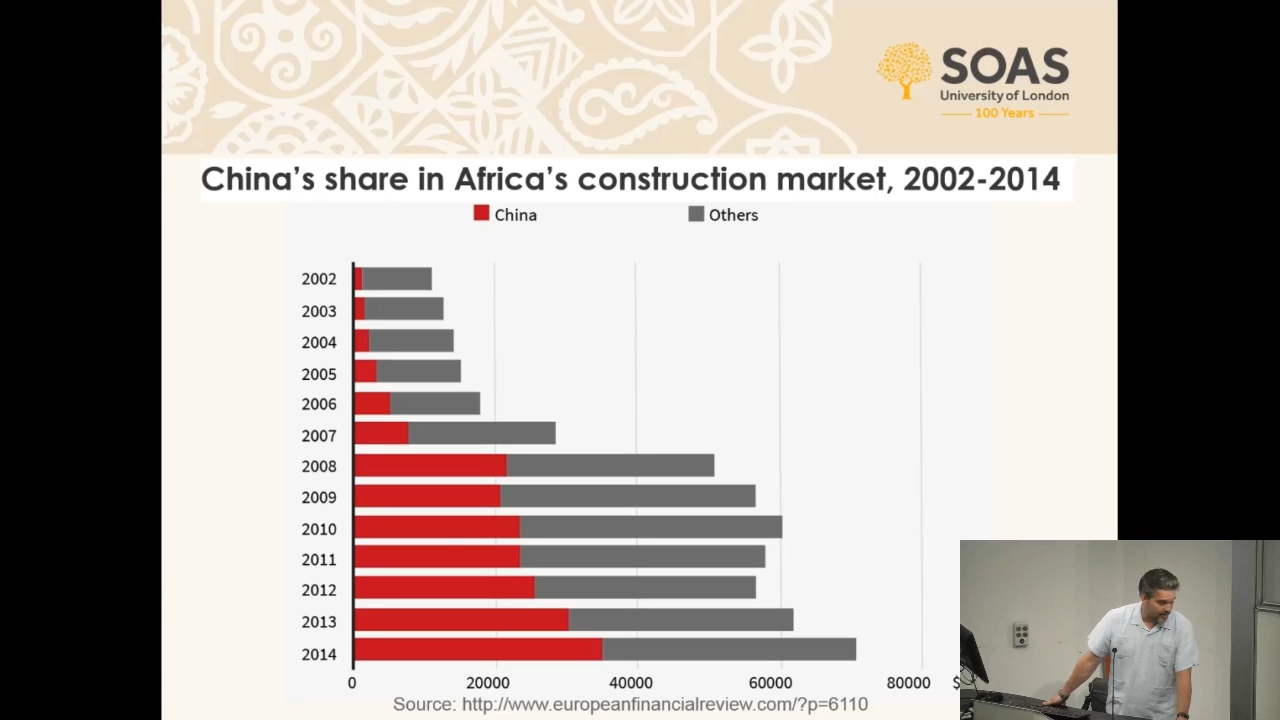 SOAS
University of London
100 Years
China's share in Africa's construction market, 2002-2014
China
Others
2002
2003
2004
2005
2006
2007
2008
2009
2010
2011
2012
2013
2014
0 20000 40000 60000 80000 $
Source: http://www.europeanfinancialreview.com/?p=6110